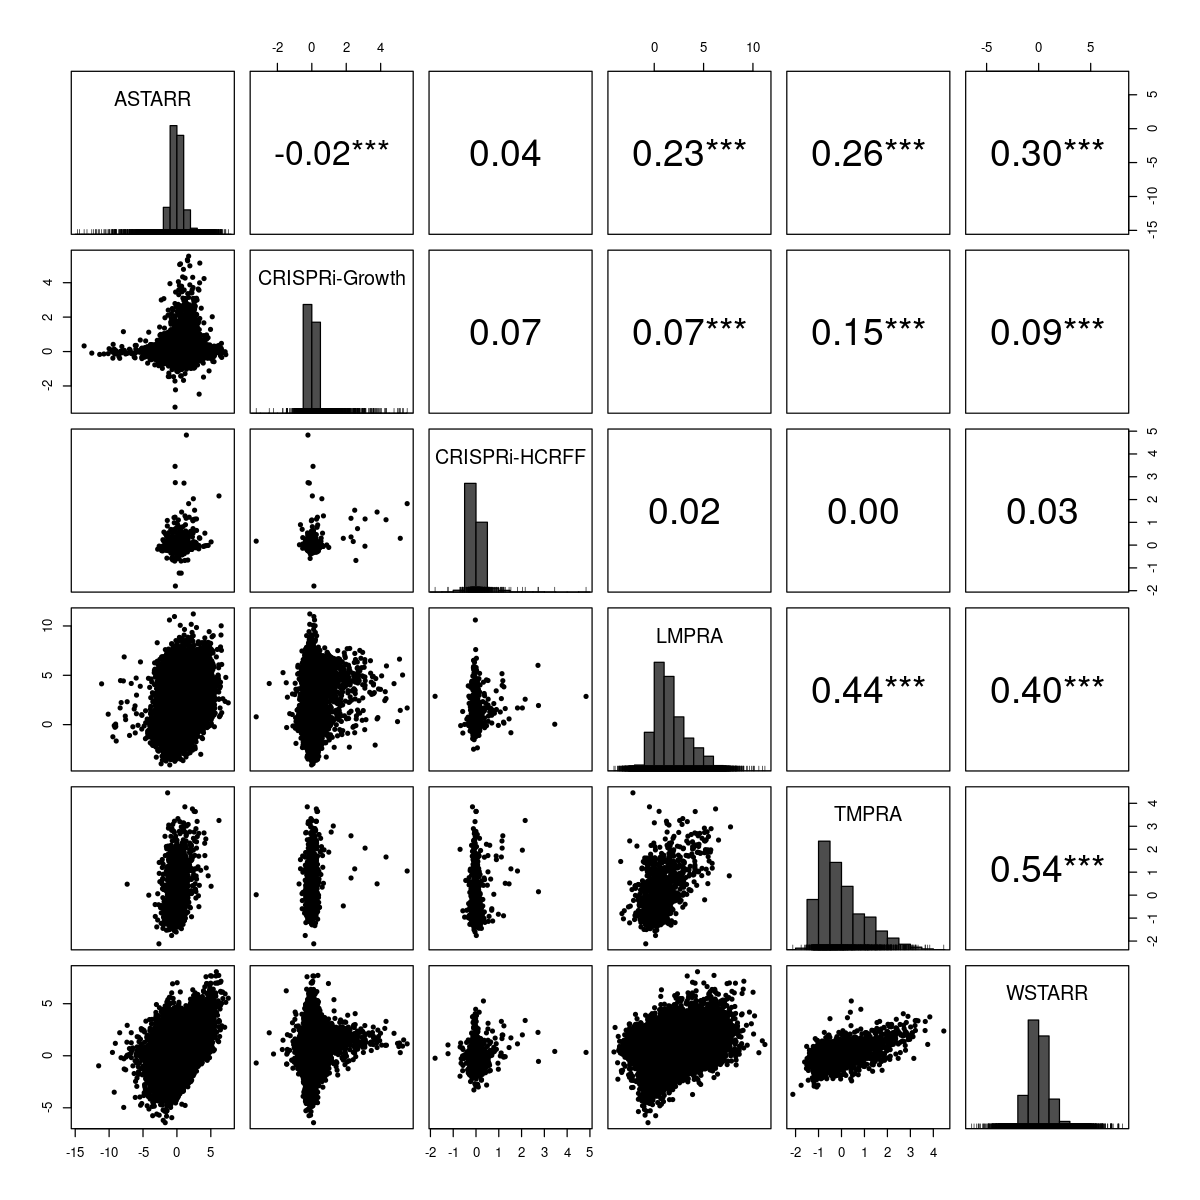 -2 0 2 4 0 5 10 -5 0 5
ASTARR -0.02*** 0.04 0.23*** 0.26*** 0.30*** -15 -10 -5 0 5
-2 0 2 4 CRISPRi-Growth 0.07 0.07*** 0.15*** 0.09***
CRISPRi-HCRFF 0.02 0.00 0.03 -2 -1 0 1 2 3 4 5
0 5 10 LMPRA 0.44*** 0.40***
TMPRA 0.54*** -2 -1 0 1 2 3 4
-5 0 5 WSTARR
-15 -10 -5 0 5 -2 -1 0 1 2 3 4 5 -2 -1 0 1 2 3 4